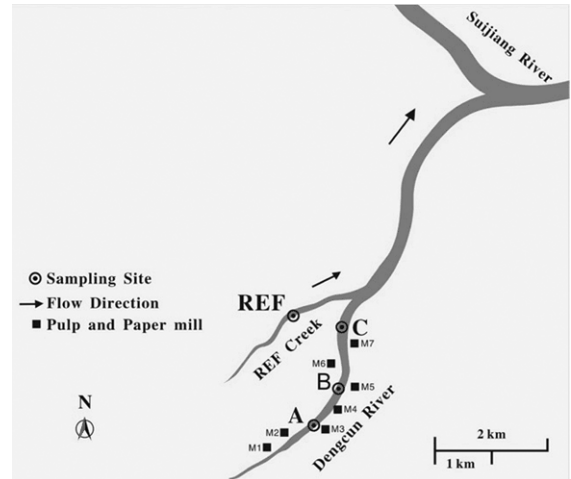 Suijiang River
Sampling Site
Flow Direction
Pulp and Paper mill
REF
REF Creek
C
M7
M6
B
M5
M4
A
M3
M2
M1
Dengcun River
N
2 km
1 km